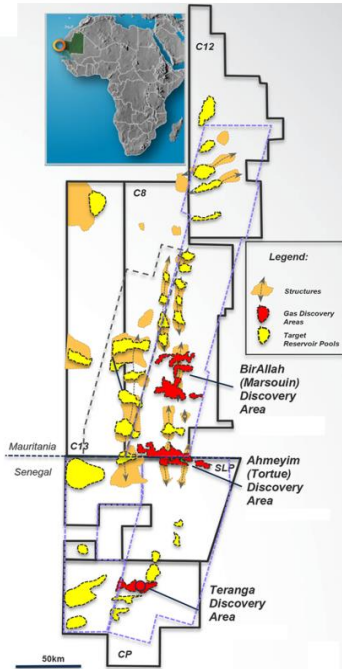 C12
C8
Legend:
Structures
Gas Discovery
Areas
Target
Reservoir Pools
BirAllah
(Marsouin)
Discovery
Area
Mauritania
C13
Senegal
SLP
Ahmeyim
(Tortue)
Discovery
Area
Teranga
Discovery
Area
CP
50km